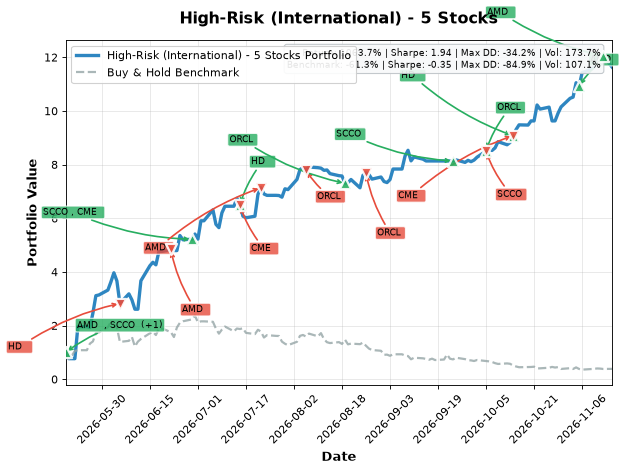 High-Risk (International) - 5 Stocks
AMD
High-Risk (International) - 5 Stocks Portfolio
Buy & Hold Benchmark
3.7% | Sharpe: 1.94 | Max DD: -34.2% | Vol: 173.7%
1.3% | Sharpe: -0.35 | Max DD: -84.9% | Vol: 107.1%
HD
ORCL
SCCO
ORCL
HD
SCCO
CME
ORCL
SCCO , CME
ORCL
AMD
CME
AMD
AMD , SCCO (+1)
HD
Portfolio Value
12
10
8
6
4
2
0
2026-05-30
2026-06-15
2026-07-01
2026-07-17
2026-08-02
2026-08-18
2026-09-03
2026-09-19
2026-10-05
2026-10-21
2026-11-06
Date